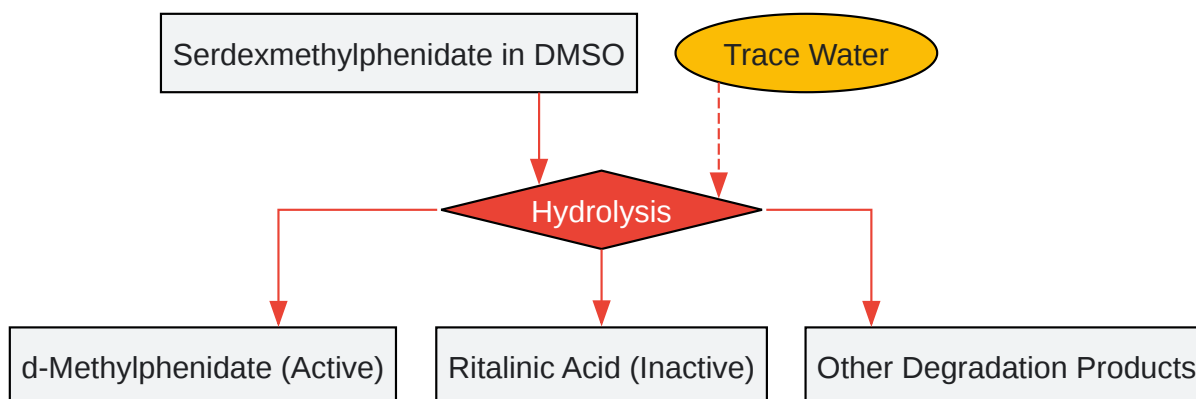 Serdexmethylphenidate in DMSO
Trace Water
Hydrolysis
d-Methylphenidate (Active)
Ritalinic Acid (Inactive)
Other Degradation Products